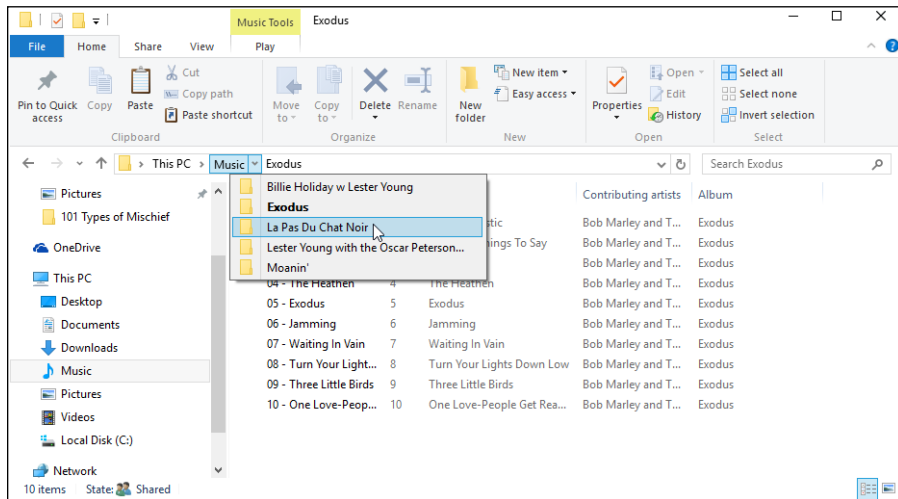 Music Tools Exodus
File Home Share View Play
Pin to Quick access
Copy
Paste
Cut
Copy path
Paste shortcut
Clipboard
Move to
Copy to
Delete
Rename
Organize
New folder
New item
Easy access
New
Properties
Open
Edit
History
Open
Select all
Select none
Invert selection
Select
This PC Music Exodus Search Exodus
Pictures
101 Types of Mischief
OneDrive
This PC
Desktop
Documents
Downloads
Music
Pictures
Videos
Local Disk (C:)
Network
Billie Holiday w Lester Young
Exodus
La Pas Du Chat Noir
Lester Young with the Oscar Peterson...
Moanin'
Contributing artists Album
Bob Marley and T... Exodus
Bob Marley and T... Exodus
Bob Marley and T... Exodus
04 - The Heathen 4 The Heathen Bob Marley and T... Exodus
05 - Exodus 5 Exodus Bob Marley and T... Exodus
06 - Jamming 6 Jamming Bob Marley and T... Exodus
07 - Waiting In Vain 7 Waiting In Vain Bob Marley and T... Exodus
08 - Turn Your Light... 8 Turn Your Lights Down Low Bob Marley and T... Exodus
09 - Three Little Birds 9 Three Little Birds Bob Marley and T... Exodus
10 - One Love-Peop... 10 One Love-People Get Rea... Bob Marley and T... Exodus
10 items State: Shared